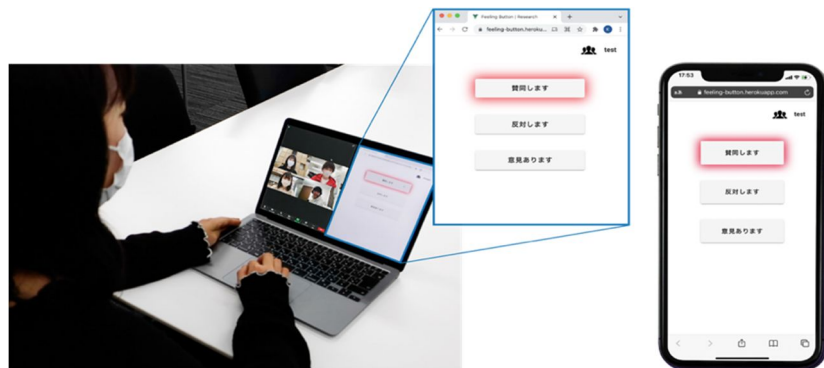 Feeling Button | Research
feeling-button.heroku...
test
賛同します
反対します
意見あります
17:53
feeling-button.herokuapp.com
test
賛同します
反対します
意見あります